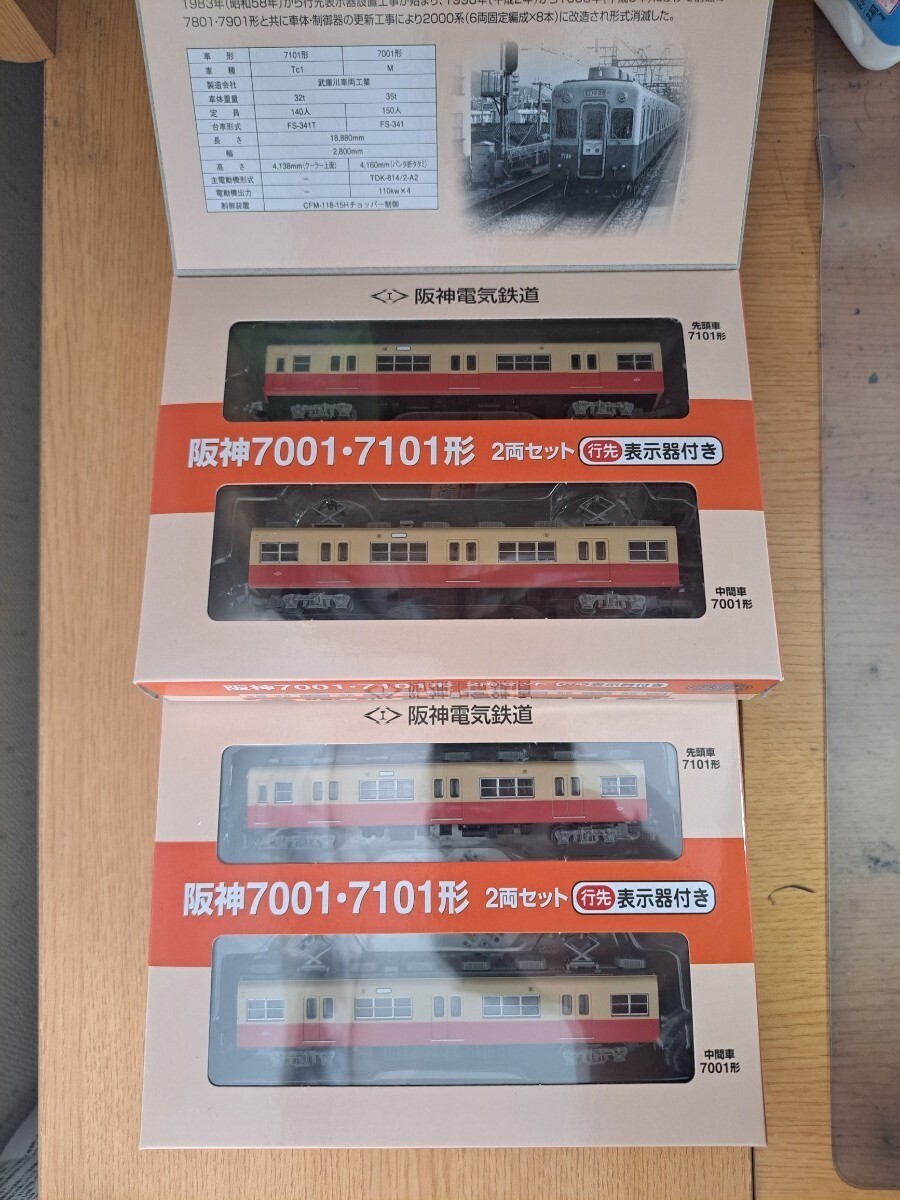 1983年(昭和58年)から行先表示器設置工事が始まり、
7801・7901形と共に車体・制御器の更新工事により2000系(6両固定編成×8本)に改造され形式消滅した。
車 形 7101形 7001形
車 種 Tc1 M
製造会社 武庫川車両工業
車体重量 32t 35t
定 員 140人 150人
台車形式 FS-341T FS-341
長 さ 18,880mm
幅 2,800mm
高 さ 4,138mm(クーラー上面) 4,160mm(パンタ折タタミ)
主電動機形式 － TDK-814/2-A2
電動機出力 － 110kw×4
制御装置 CFM-118-15Hチョッパー制御
阪神電気鉄道
先頭車
7101形
阪神7001・7101形 2両セット 行先 表示器付き
中間車
7001形
阪神電気鉄道
先頭車
7101形
阪神7001・7101形 2両セット 行先 表示器付き
中間車
7001形